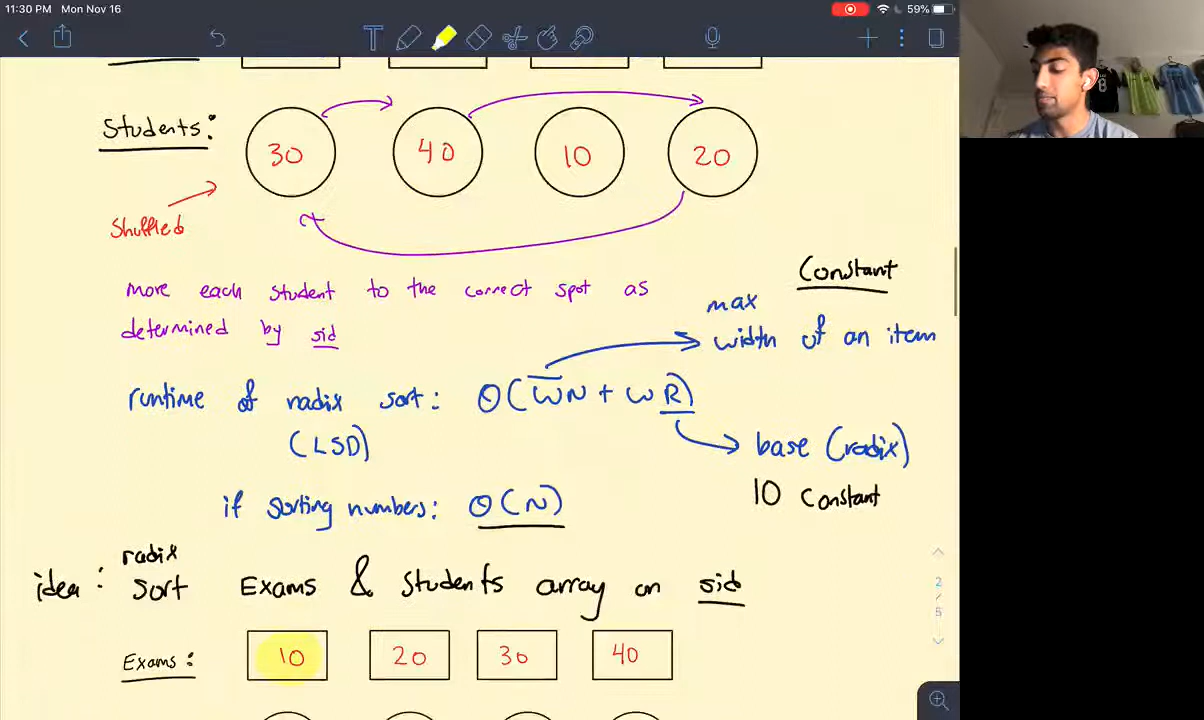 11:30 PM Mon Nov 16
59%
Students:
30 40 10 20
Shuffled
move each student to the correct spot as
determined by sid
Constant
max
width of an item
runtime of radix sort: Θ(WN + WR)
(LSD)
base (radix)
10 constant
if sorting numbers: Θ(N)
radix
idea: sort Exams & Students array on sid
Exams: 10 20 30 40
2
/
5
8